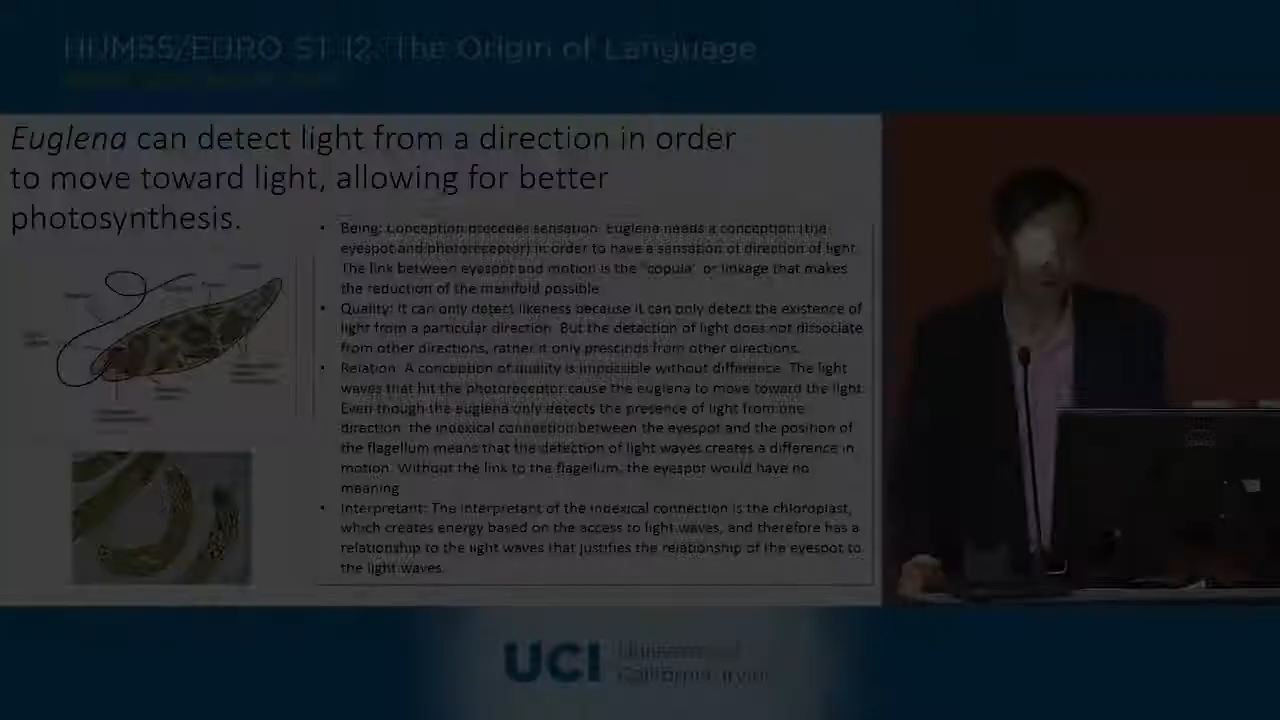 HUM55/EURO ST 12: The Origin of Language
Euglena can detect light from a direction in order
to move toward light, allowing for better
photosynthesis.
• Being: Conception precedes sensation. Euglena needs a conception (the
eyespot and photoreceptor) in order to have a sensation of direction of light.
The link between eyespot and motion is the "copula" or linkage that makes
the reduction of the manifold possible.
• Quality: It can only detect likeness because it can only detect the existence of
light from a particular direction. But the detection of light does not dissociate
from other directions, rather it only prescinds from other directions.
• Relation: A conception of quality is impossible without difference. The light
waves that hit the photoreceptor cause the euglena to move toward the light.
Even though the euglena only detects the presence of light from one
direction, the indexical connection between the eyespot and the position of
the flagellum means that the detection of light waves creates a difference in
motion. Without the link to the flagellum, the eyespot would have no
meaning.
• Interpretant: The interpretant of the indexical connection is the chloroplast,
which creates energy based on the access to light waves, and therefore has a
relationship to the light waves that justifies the relationship of the eyespot to
the light waves.
UCI
University of
California, Irvine